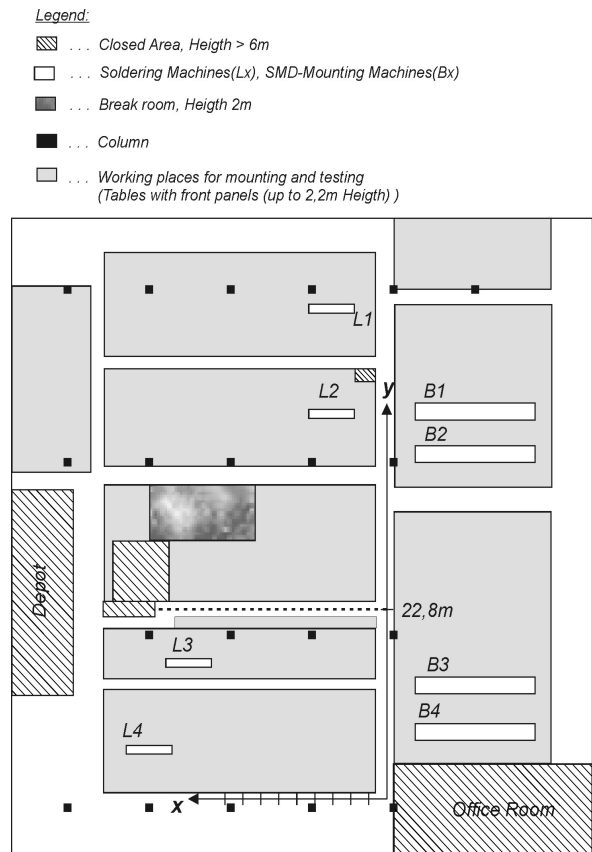 Legend:
. . . Closed Area, Heigth > 6m
. . . Soldering Machines(Lx), SMD-Mounting Machines(Bx)
. . . Break room, Heigth 2m
. . . Column
. . . Working places for mounting and testing
(Tables with front panels (up to 2,2m Heigth) )
L1
L2
y
B1
B2
Depot
22,8m
L3
B3
L4
B4
x
Office Room